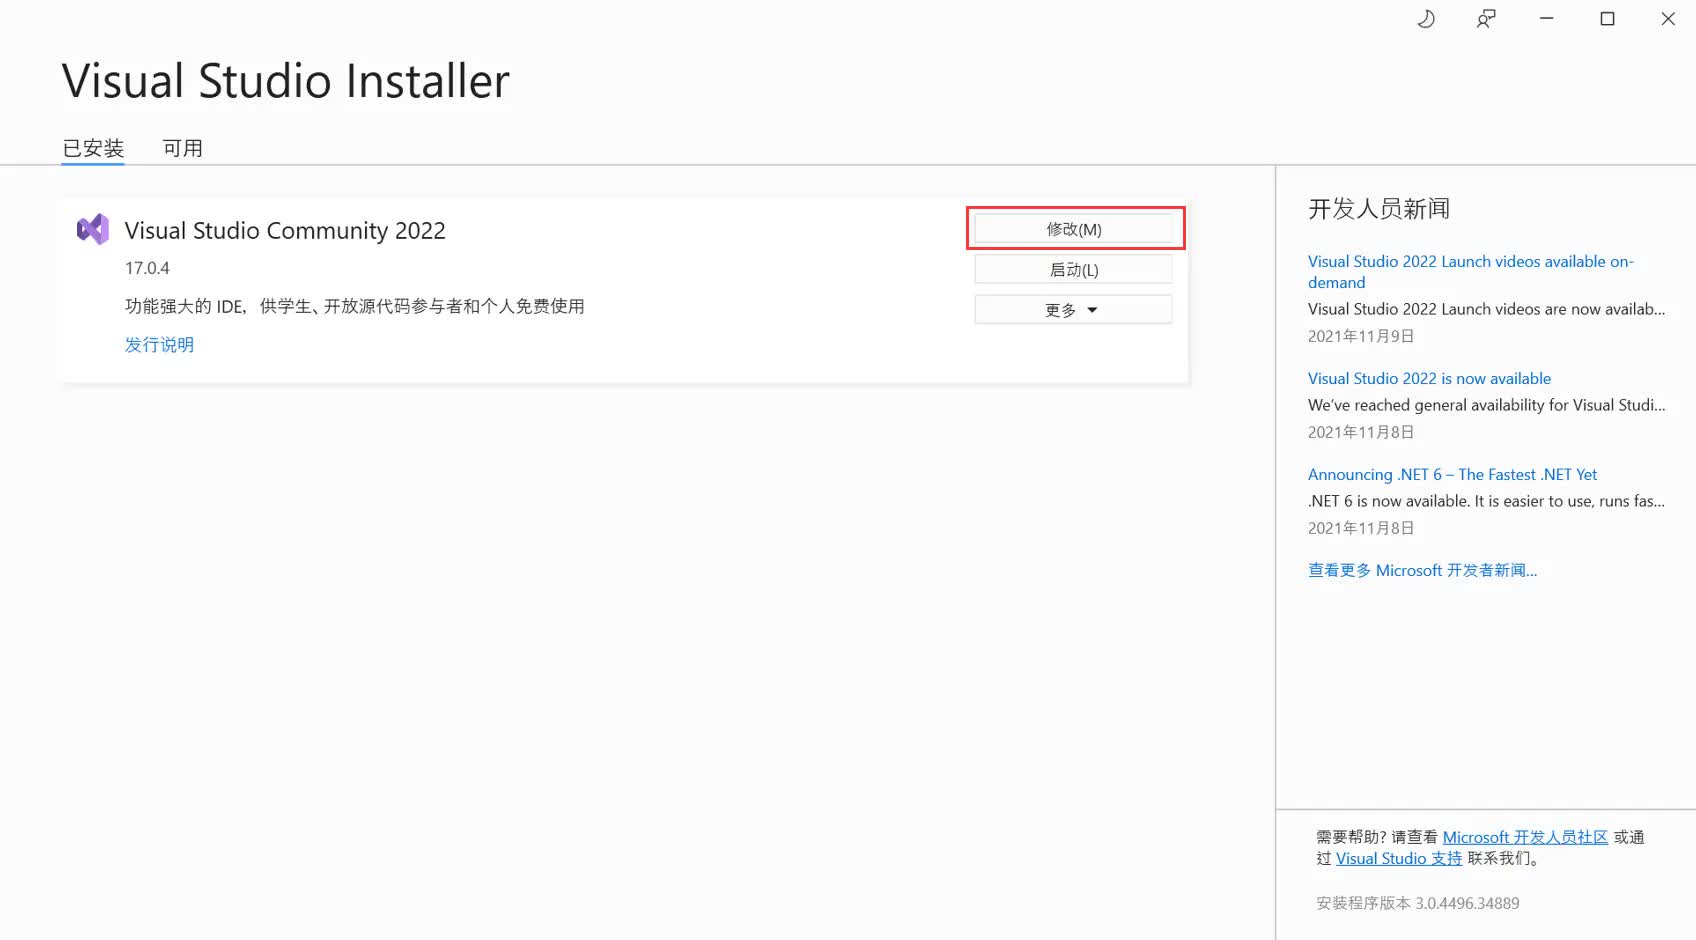 Visual Studio Installer
已安装
可用
Visual Studio Community 2022
17.0.4
功能强大的 IDE，供学生、开放源代码参与者和个人免费使用
发行说明
修改(M)
启动(L)
更多
开发人员新闻
Visual Studio 2022 Launch videos available on-
demand
Visual Studio 2022 Launch videos are now availab...
2021年11月9日
Visual Studio 2022 is now available
We’ve reached general availability for Visual Studi...
2021年11月8日
Announcing .NET 6 – The Fastest .NET Yet
.NET 6 is now available. It is easier to use, runs fas...
2021年11月8日
查看更多 Microsoft 开发者新闻...
需要帮助? 请查看 Microsoft 开发人员社区 或通
过 Visual Studio 支持 联系我们。
安装程序版本 3.0.4496.34889